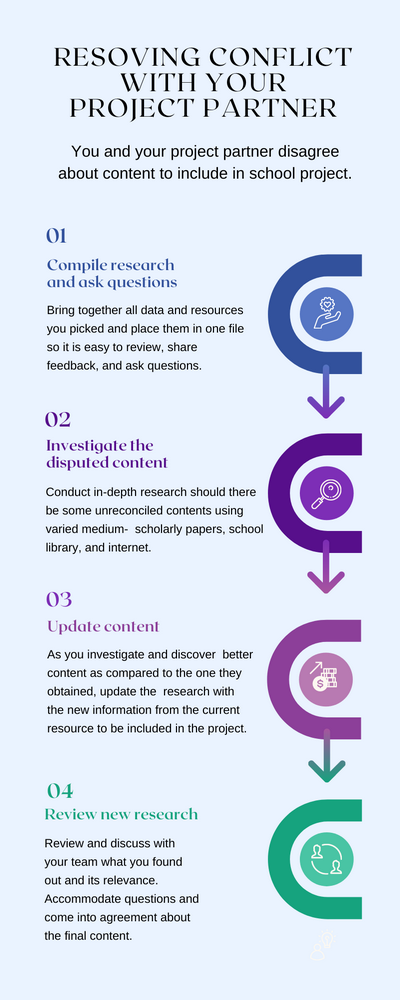 RESOVING CONFLICT
WITH YOUR
PROJECT PARTNER
You and your project partner disagree
about content to include in school project.
01
Compile research
and ask questions
Bring together all data and resources
you picked and place them in one file
so it is easy to review, share
feedback, and ask questions.
02
Investigate the
disputed content
Conduct in-depth research should there
be some unreconciled contents using
varied medium-  scholarly papers, school
library, and internet.
03
Update content
As you investigate and discover  better
content as compared to the one they
obtained, update the  research with
the new information from the current
resource to be included in the project.
$
04
Review new research
Review and discuss with
your team what you found
out and its relevance.
Accommodate questions and
come into agreement about
the final content.